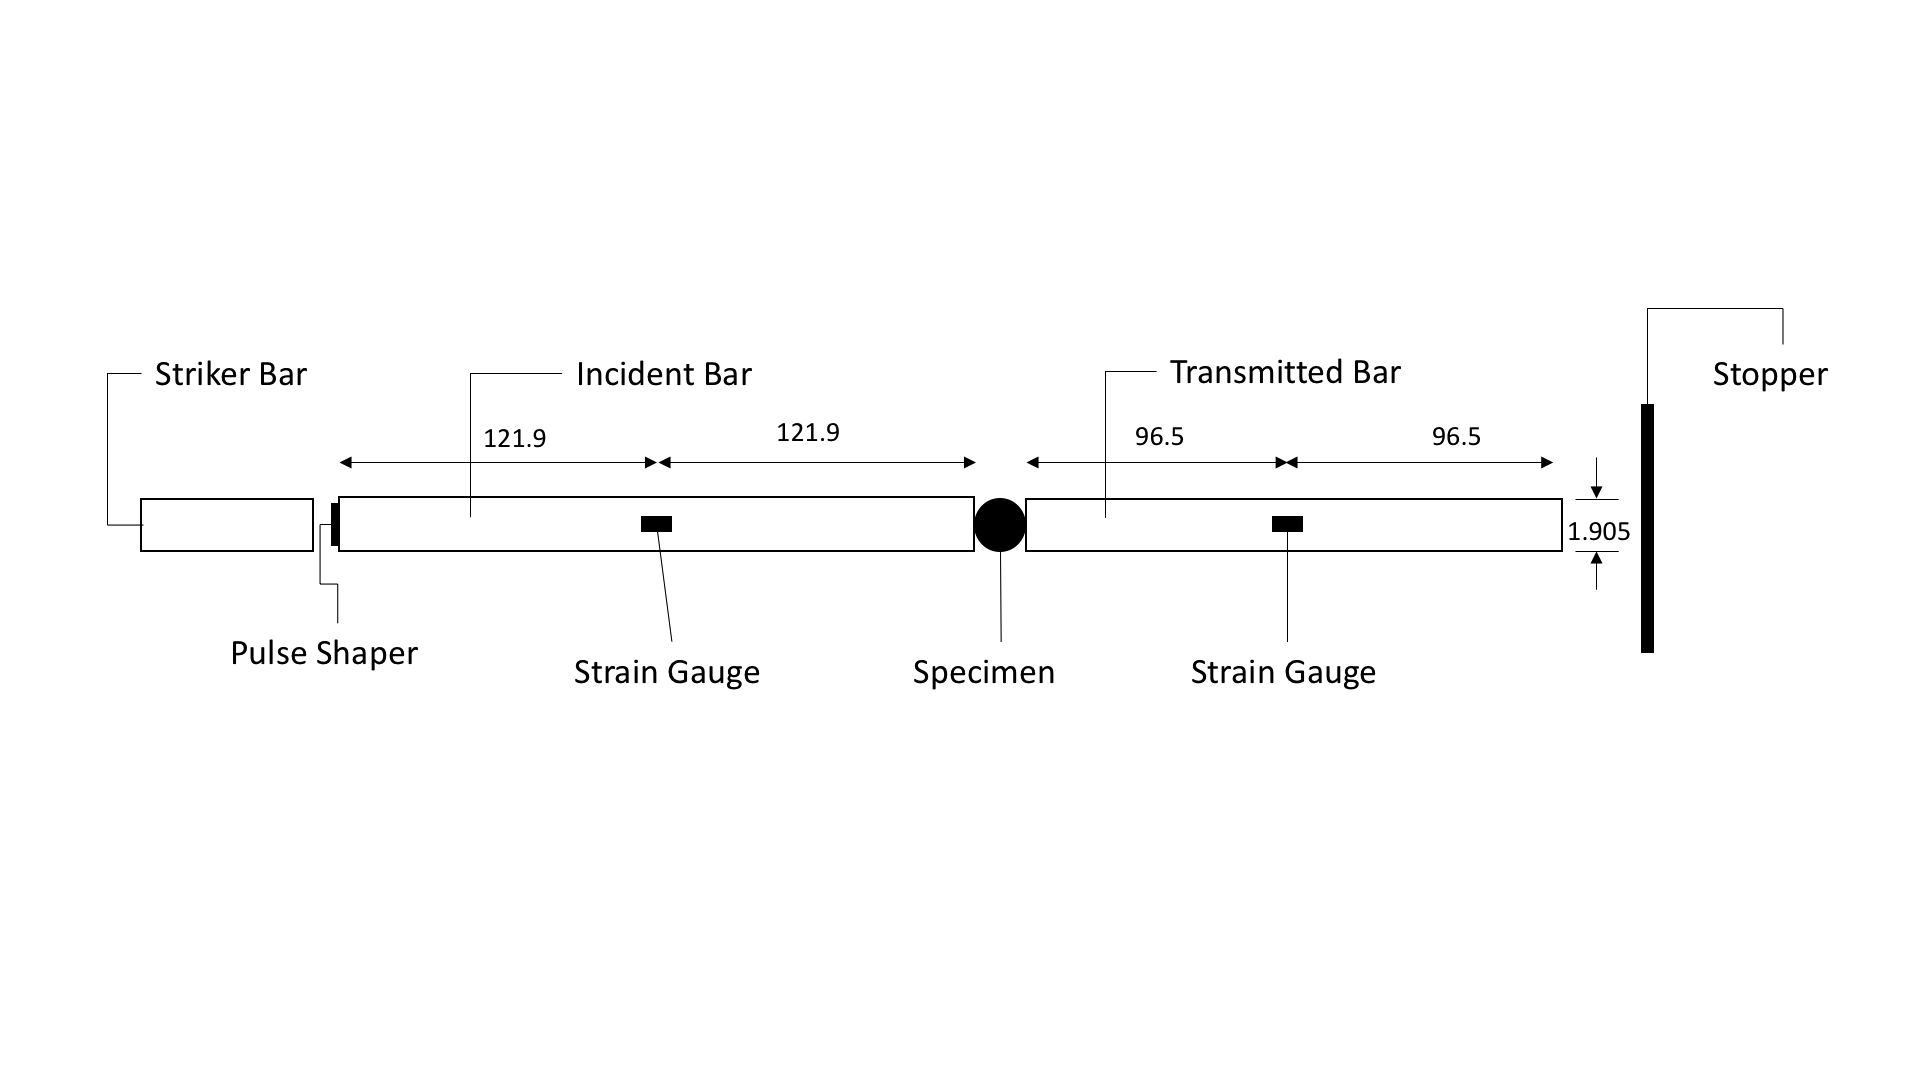 Striker Bar
Incident Bar
Transmitted Bar
Stopper
121.9
121.9
96.5
96.5
1.905
Pulse Shaper
Strain Gauge
Specimen
Strain Gauge